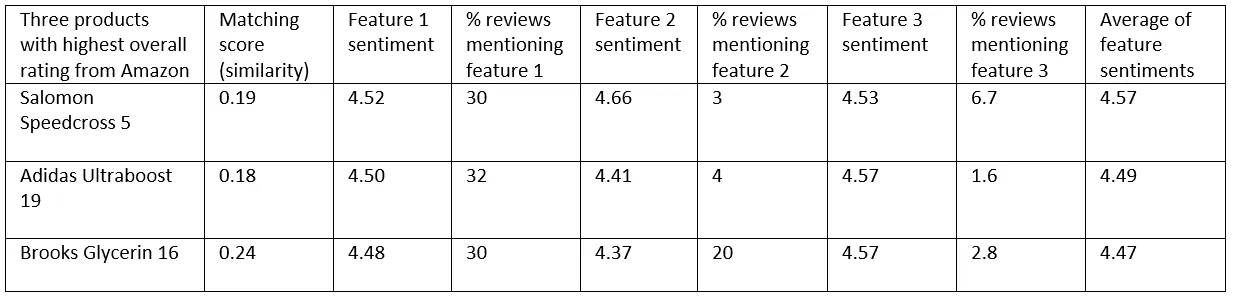 Three products
with highest overall
rating from Amazon
Matching
score
(similarity)
Feature 1
sentiment
% reviews
mentioning
feature 1
Feature 2
sentiment
% reviews
mentioning
feature 2
Feature 3
sentiment
% reviews
mentioning
feature 3
Average of
feature
sentiments
Salomon
Speedcross 5
0.19
4.52
30
4.66
3
4.53
6.7
4.57
Adidas Ultraboost
19
0.18
4.50
32
4.41
4
4.57
1.6
4.49
Brooks Glycerin 16
0.24
4.48
30
4.37
20
4.57
2.8
4.47